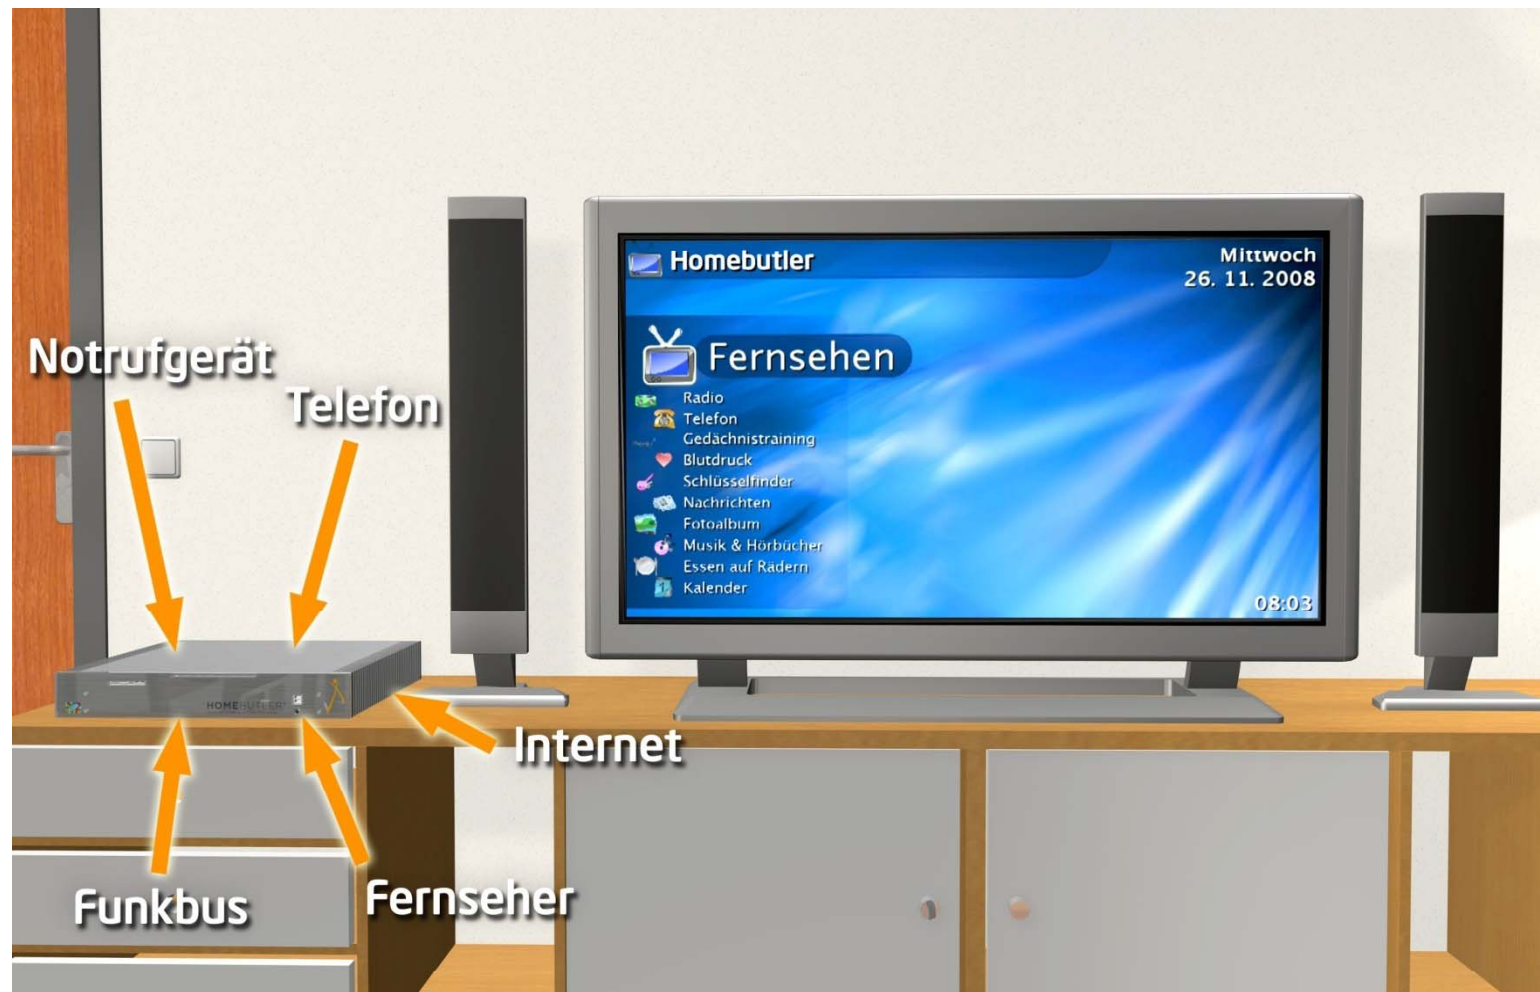 Homebutler
Mittwoch
26. 11. 2008
Fernsehen
Radio
Telefon
Gedächnistraining
Blutdruck
Schlüsselfinder
Nachrichten
Fotoalbum
Musik & Hörbücher
Essen auf Rädern
Kalender
08:03
Notrufgerät
Telefon
HOMEBUTLER
Internet
Funkbus
Fernseher